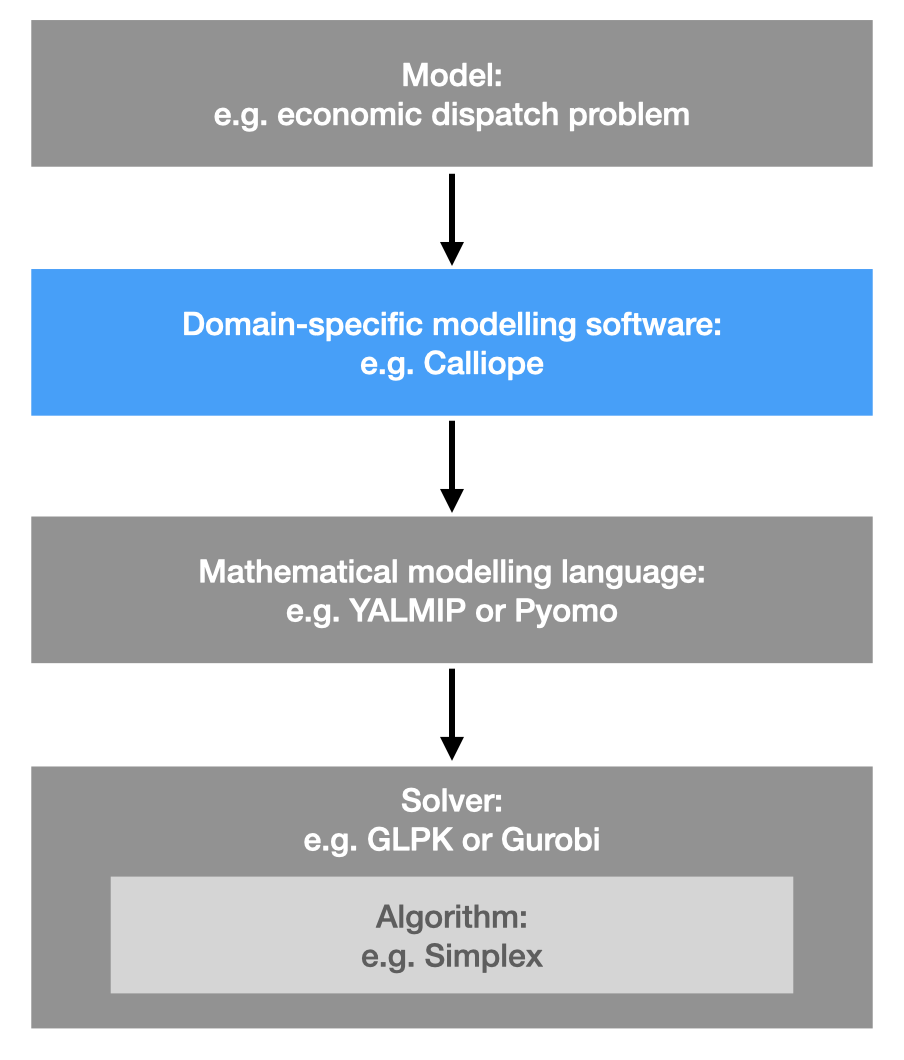 Model:
e.g. economic dispatch problem
Domain-specific modelling software:
e.g. Calliope
Mathematical modelling language:
e.g. YALMIP or Pyomo
Solver:
e.g. GLPK or Gurobi
Algorithm:
e.g. Simplex